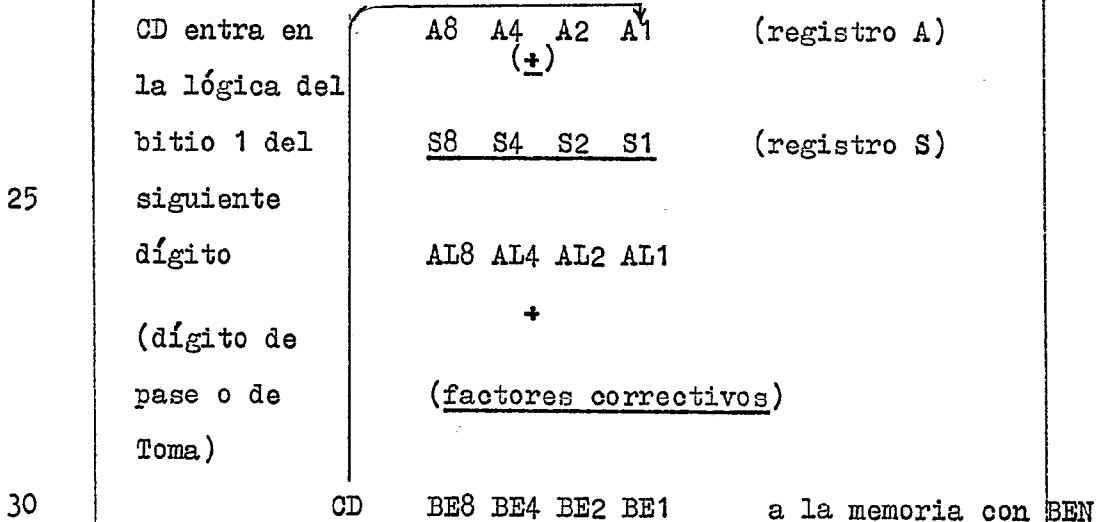 CD entra en A8 A4 A2 A1 (registro A)
(±)
la lógica del
bitio 1 del S8 S4 S2 S1 (registro S)
25 siguiente
dígito AL8 AL4 AL2 AL1
+
(dígito de
pase o de (factores correctivos)
Toma)
30 CD BE8 BE4 BE2 BE1 a la memoria con BEN